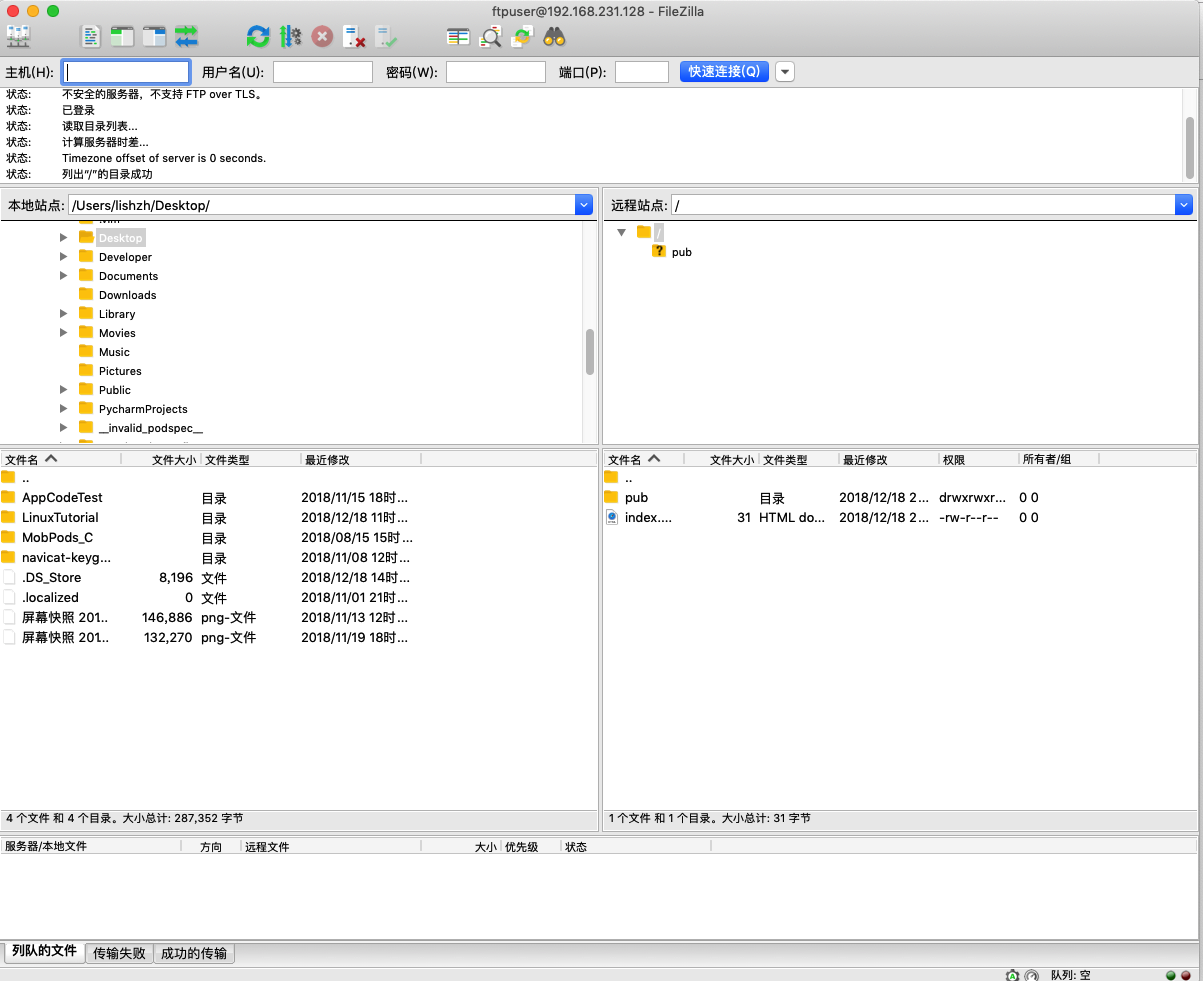 ftpuser@192.168.231.128 - FileZilla
主机(H): 用户名(U): 密码(W): 端口(P): 快速连接(Q)
状态: 不安全的服务器，不支持 FTP over TLS。
状态: 已登录
状态: 读取目录列表...
状态: 计算服务器时差...
状态: Timezone offset of server is 0 seconds.
状态: 列出“/”的目录成功
本地站点: /Users/lishzh/Desktop/
.vim
Desktop
Developer
Documents
Downloads
Library
Movies
Music
Pictures
Public
PycharmProjects
__invalid_podspec__
远程站点: /
/
pub
文件名 文件大小 文件类型 最近修改
..
AppCodeTest 目录 2018/11/15 18时...
LinuxTutorial 目录 2018/12/18 11时...
MobPods_C 目录 2018/08/15 15时...
navicat-keyg... 目录 2018/11/08 12时...
.DS_Store 8,196 文件 2018/12/18 14时...
.localized 0 文件 2018/11/01 21时...
屏幕快照 201... 146,886 png-文件 2018/11/13 12时...
屏幕快照 201... 132,270 png-文件 2018/11/19 18时...
4 个文件 和 4 个目录。大小总计: 287,352 字节
文件名 文件大小 文件类型 最近修改 权限 所有者/组
..
pub 目录 2018/12/18 2... drwxrwxr... 0 0
index.... 31 HTML do... 2018/12/18 2... -rw-r--r-- 0 0
1 个文件 和 1 个目录。大小总计: 31 字节
服务器/本地文件 方向 远程文件 大小 优先级 状态
列队的文件 传输失败 成功的传输
队列: 空